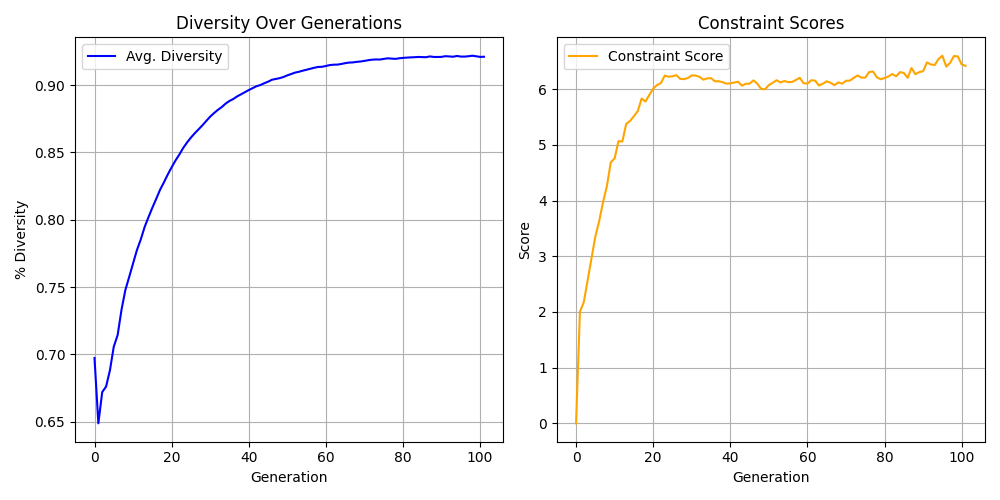 Diversity Over Generations
Avg. Diversity
% Diversity
0.90
0.85
0.80
0.75
0.70
0.65
0 20 40 60 80 100
Generation
Constraint Scores
Constraint Score
Score
6
5
4
3
2
1
0
0 20 40 60 80 100
Generation